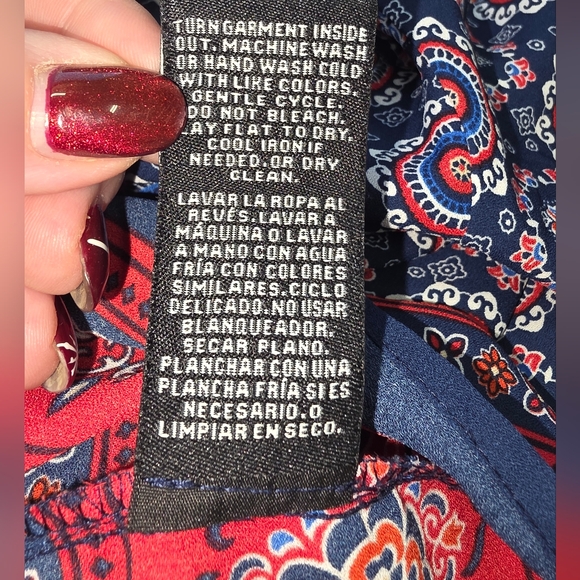 TURN GARMENT INSIDE
OUT. MACHINE WASH
OR HAND WASH COLD
WITH LIKE COLORS.
GENTLE CYCLE.
DO NOT BLEACH.
LAY FLAT TO DRY.
COOL IRON IF
NEEDED. OR DRY
CLEAN.
LAVAR LA ROPA AL
REVÉS. LAVAR A
MÁQUINA O LAVAR
A MANO CON AGUA
FRÍA CON COLORES
SIMILARES. CICLO
DELICADO. NO USAR
BLANQUEADOR.
SECAR PLANO.
PLANCHAR CON UNA
PLANCHA FRÍA SI ES
NECESARIO. O
LIMPIAR EN SECO.